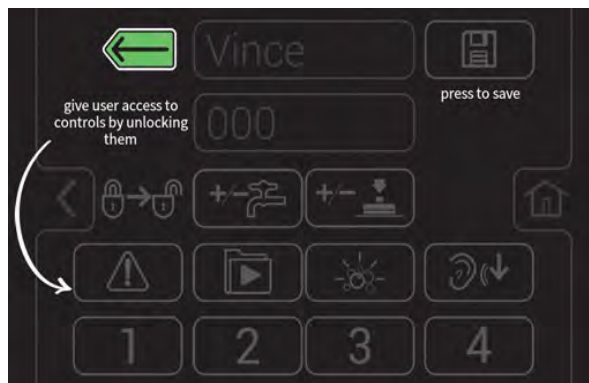 Vince
press to save
give user access to
controls by unlocking
them
000
+/- +/-
1 2 3 4